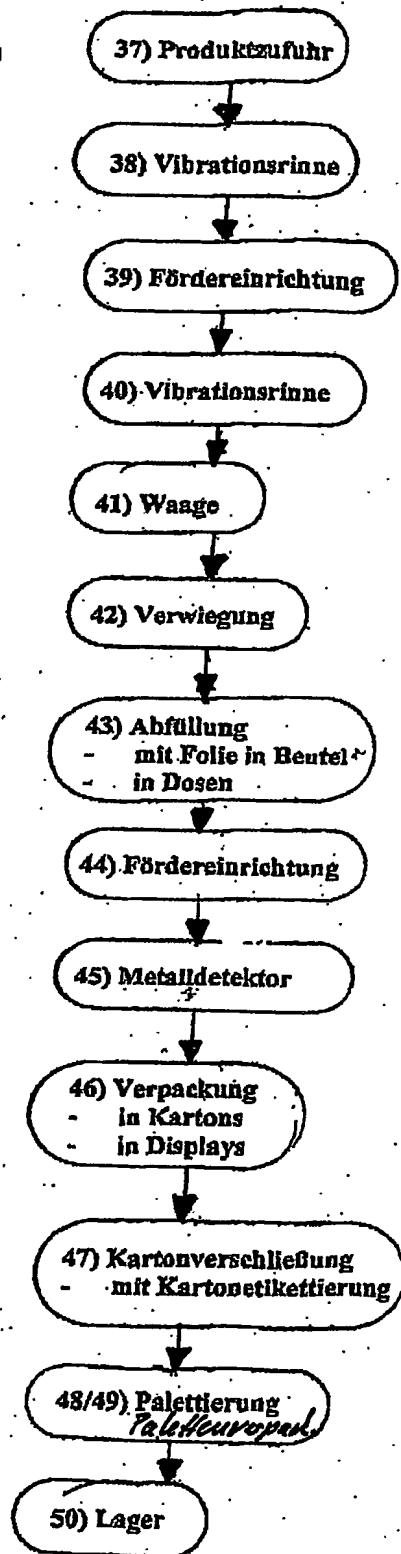 37) Produktzufuhr
38) Vibrationsrinne
39) Fördereinrichtung
40) Vibrationsrinne
41) Waage
42) Verwiegung
43) Abfüllung
- mit Folie in Beutel
- in Dosen
44) Fördereinrichtung
45) Metalldetektor
46) Verpackung
- in Kartons
- in Displays
47) Kartonverschließung
- mit Kartonetikettierung
48/49) Palettierung
50) Lager